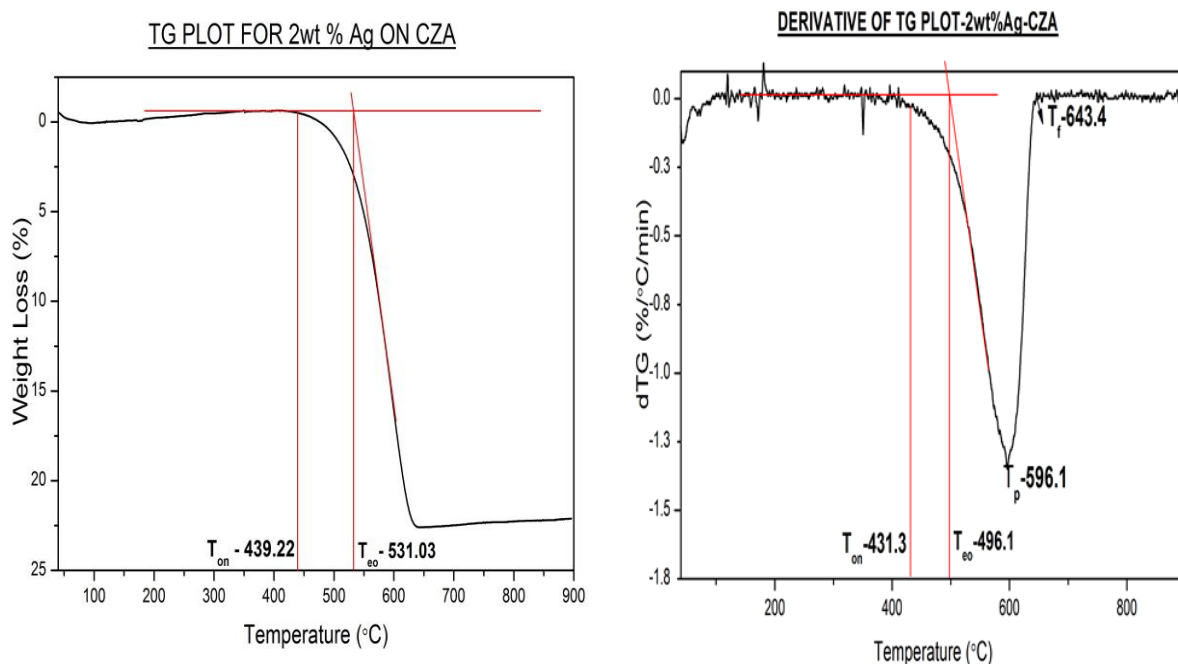 TG PLOT FOR 2wt % Ag ON CZA
Weight Loss (%)
0
5
10
15
20
25
T on - 439.22
T eo - 531.03
100 200 300 400 500 600 700 800 900
Temperature (°C)
DERIVATIVE OF TG PLOT-2wt%Ag-CZA
dTG (%/°C/min)
0.0
-0.3
-0.5
-0.8
-1.0
-1.3
-1.5
-1.8
T f -643.4
T p -596.1
T on -431.3
T eo -496.1
200 400 600 800
Temperature (°C)